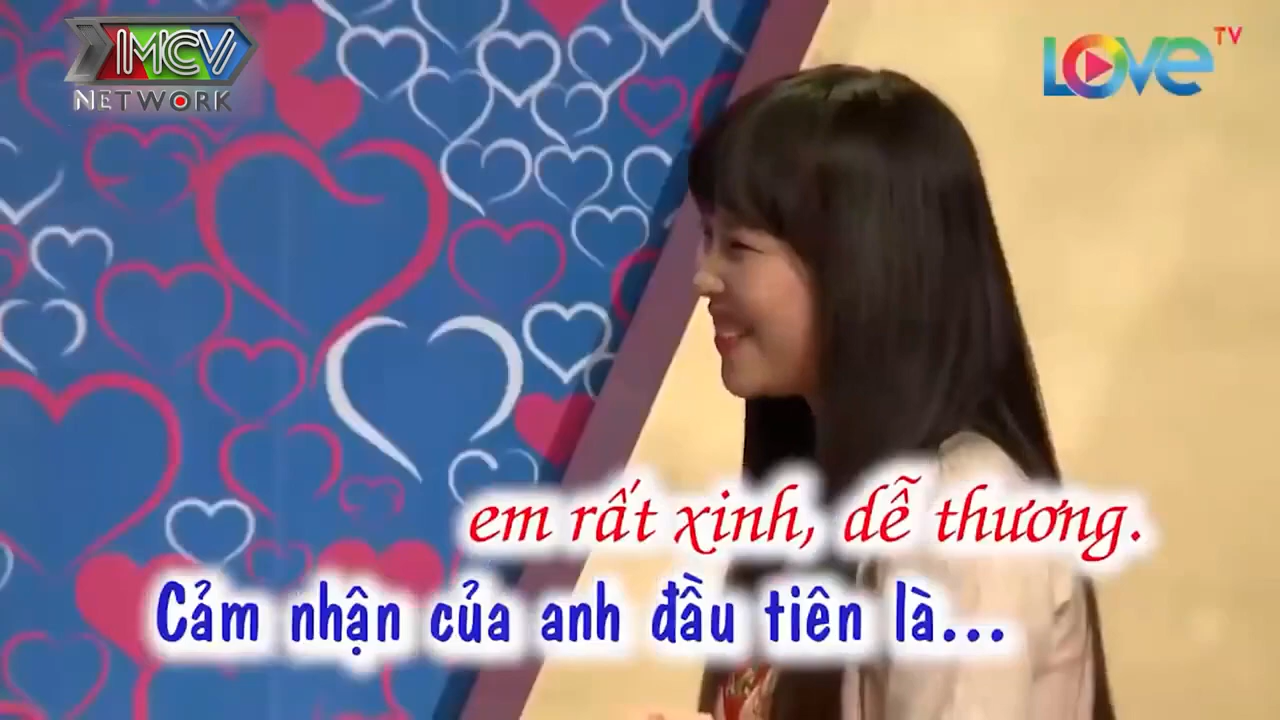 MCV
NETWORK
LOVE TV
em rất xinh, dễ thương.
Cảm nhận của anh đầu tiên là...